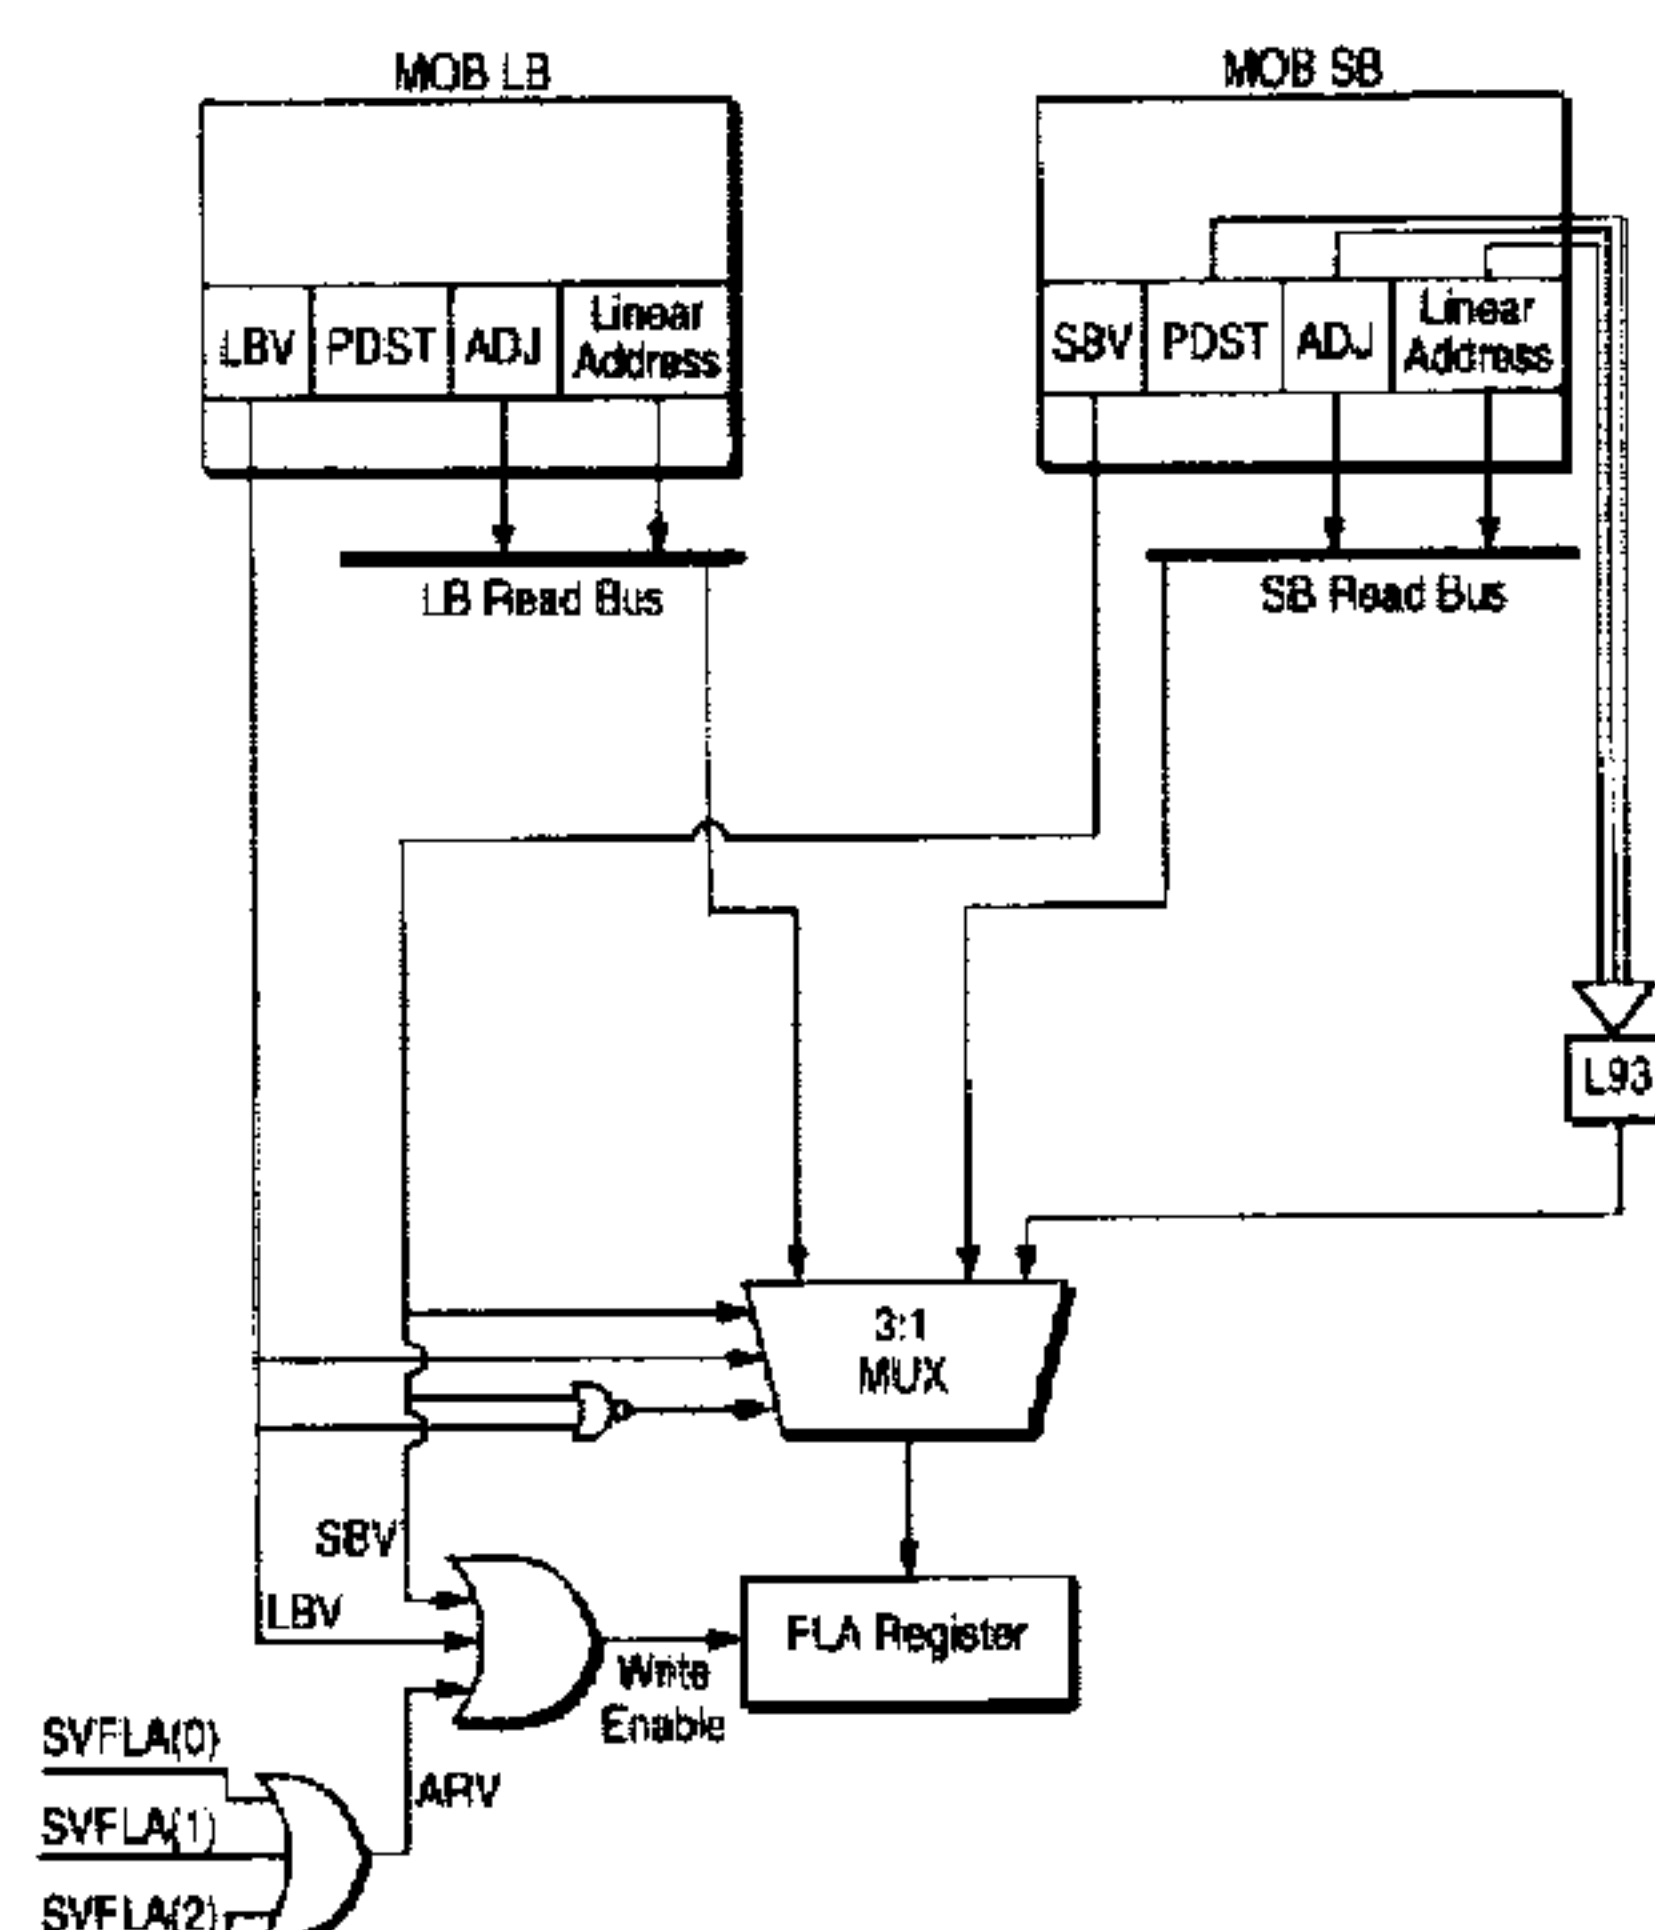 MOB LB
MOB SB
LBV
PDST
ADJ
Linear
Address
SBV
PDST
ADJ
Linear
Address
LB Read Bus
SB Read Bus
L93
3:1
MUX
SBV
LBV
FLA Register
Write
Enable
SVFLA(0)
ARV
SVFLA(1)
SVFLA(2)